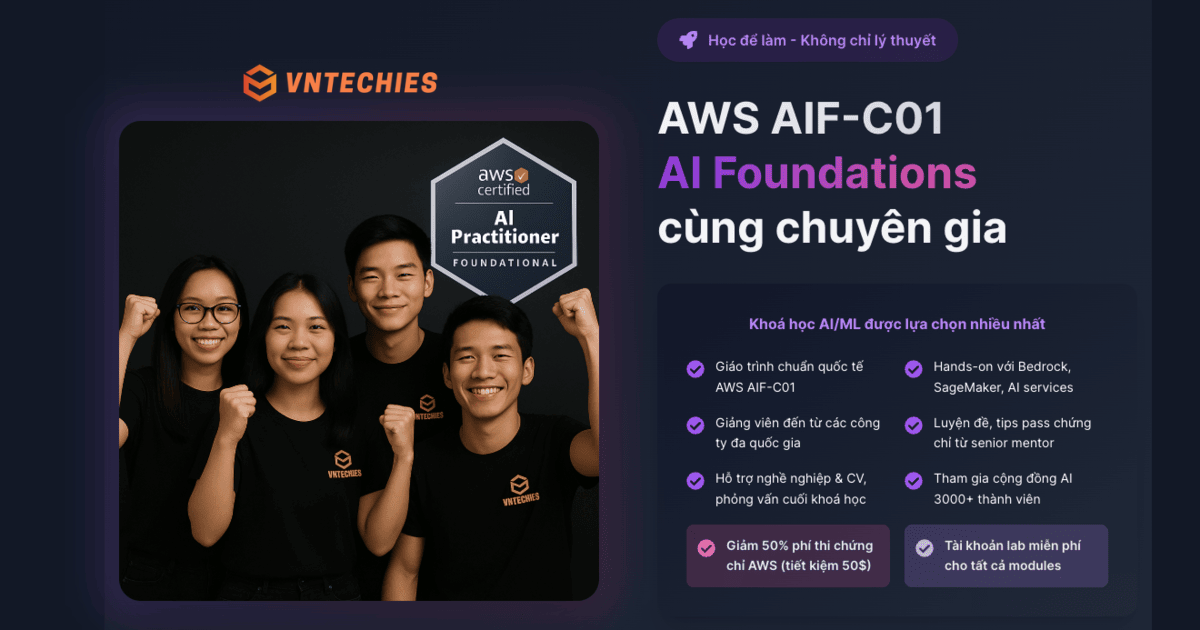 VNTECHIES
aws
certified
AI
Practitioner
FOUNDATIONAL
VNTECHIES
VNTECHIES
VNTECHIES
Học để làm - Không chỉ lý thuyết
AWS AIF-C01
AI Foundations
cùng chuyên gia
Khoá học AI/ML được lựa chọn nhiều nhất
Giáo trình chuẩn quốc tế
AWS AIF-C01
Hands-on với Bedrock,
SageMaker, AI services
Giảng viên đến từ các công
ty đa quốc gia
Luyện đề, tips pass chứng
chỉ từ senior mentor
Hỗ trợ nghề nghiệp & CV,
phỏng vấn cuối khoá học
Tham gia cộng đồng AI
3000+ thành viên
Giảm 50% phí thi chứng
chỉ AWS (tiết kiệm 50$)
Tài khoản lab miễn phí
cho tất cả modules